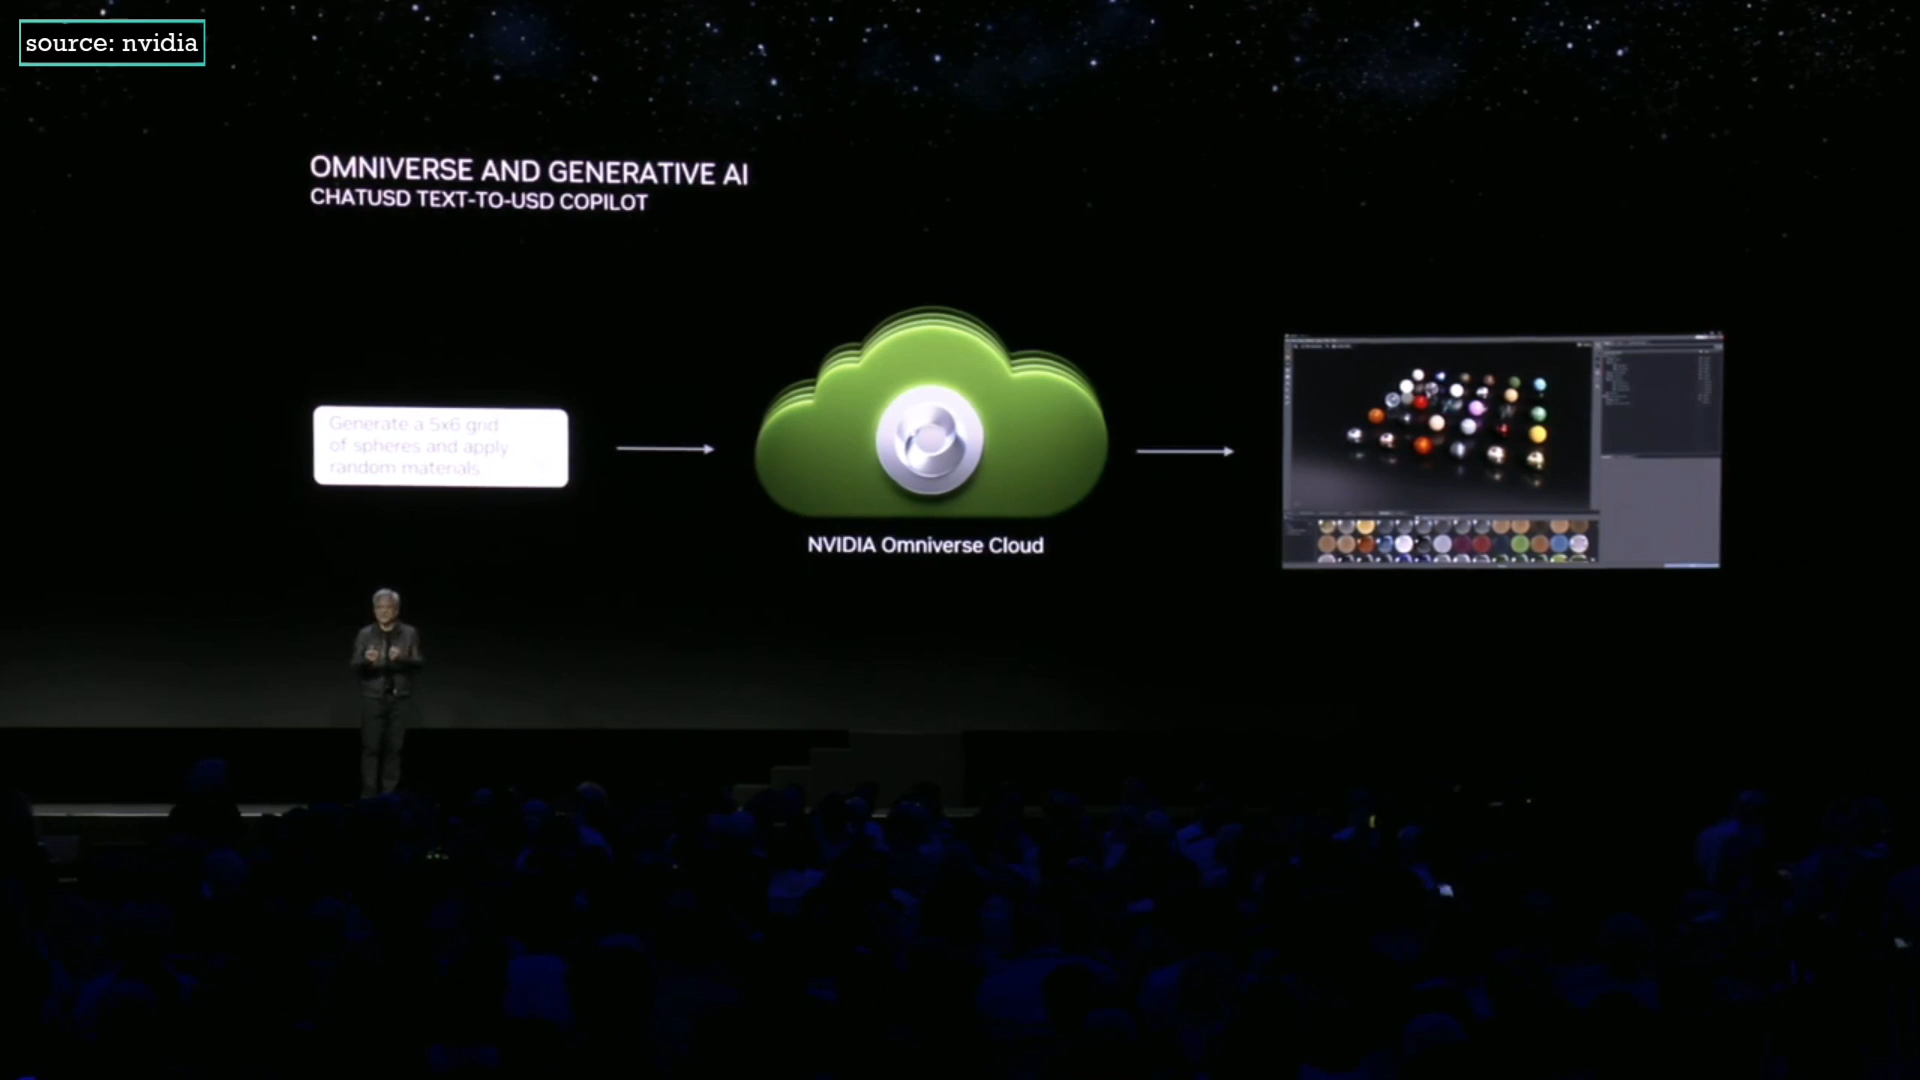 source: nvidia
OMNIVERSE AND GENERATIVE AI
CHATUSD TEXT-TO-USD COPILOT
Generate a 5x6 grid
of spheres and apply
random materials
NVIDIA Omniverse Cloud